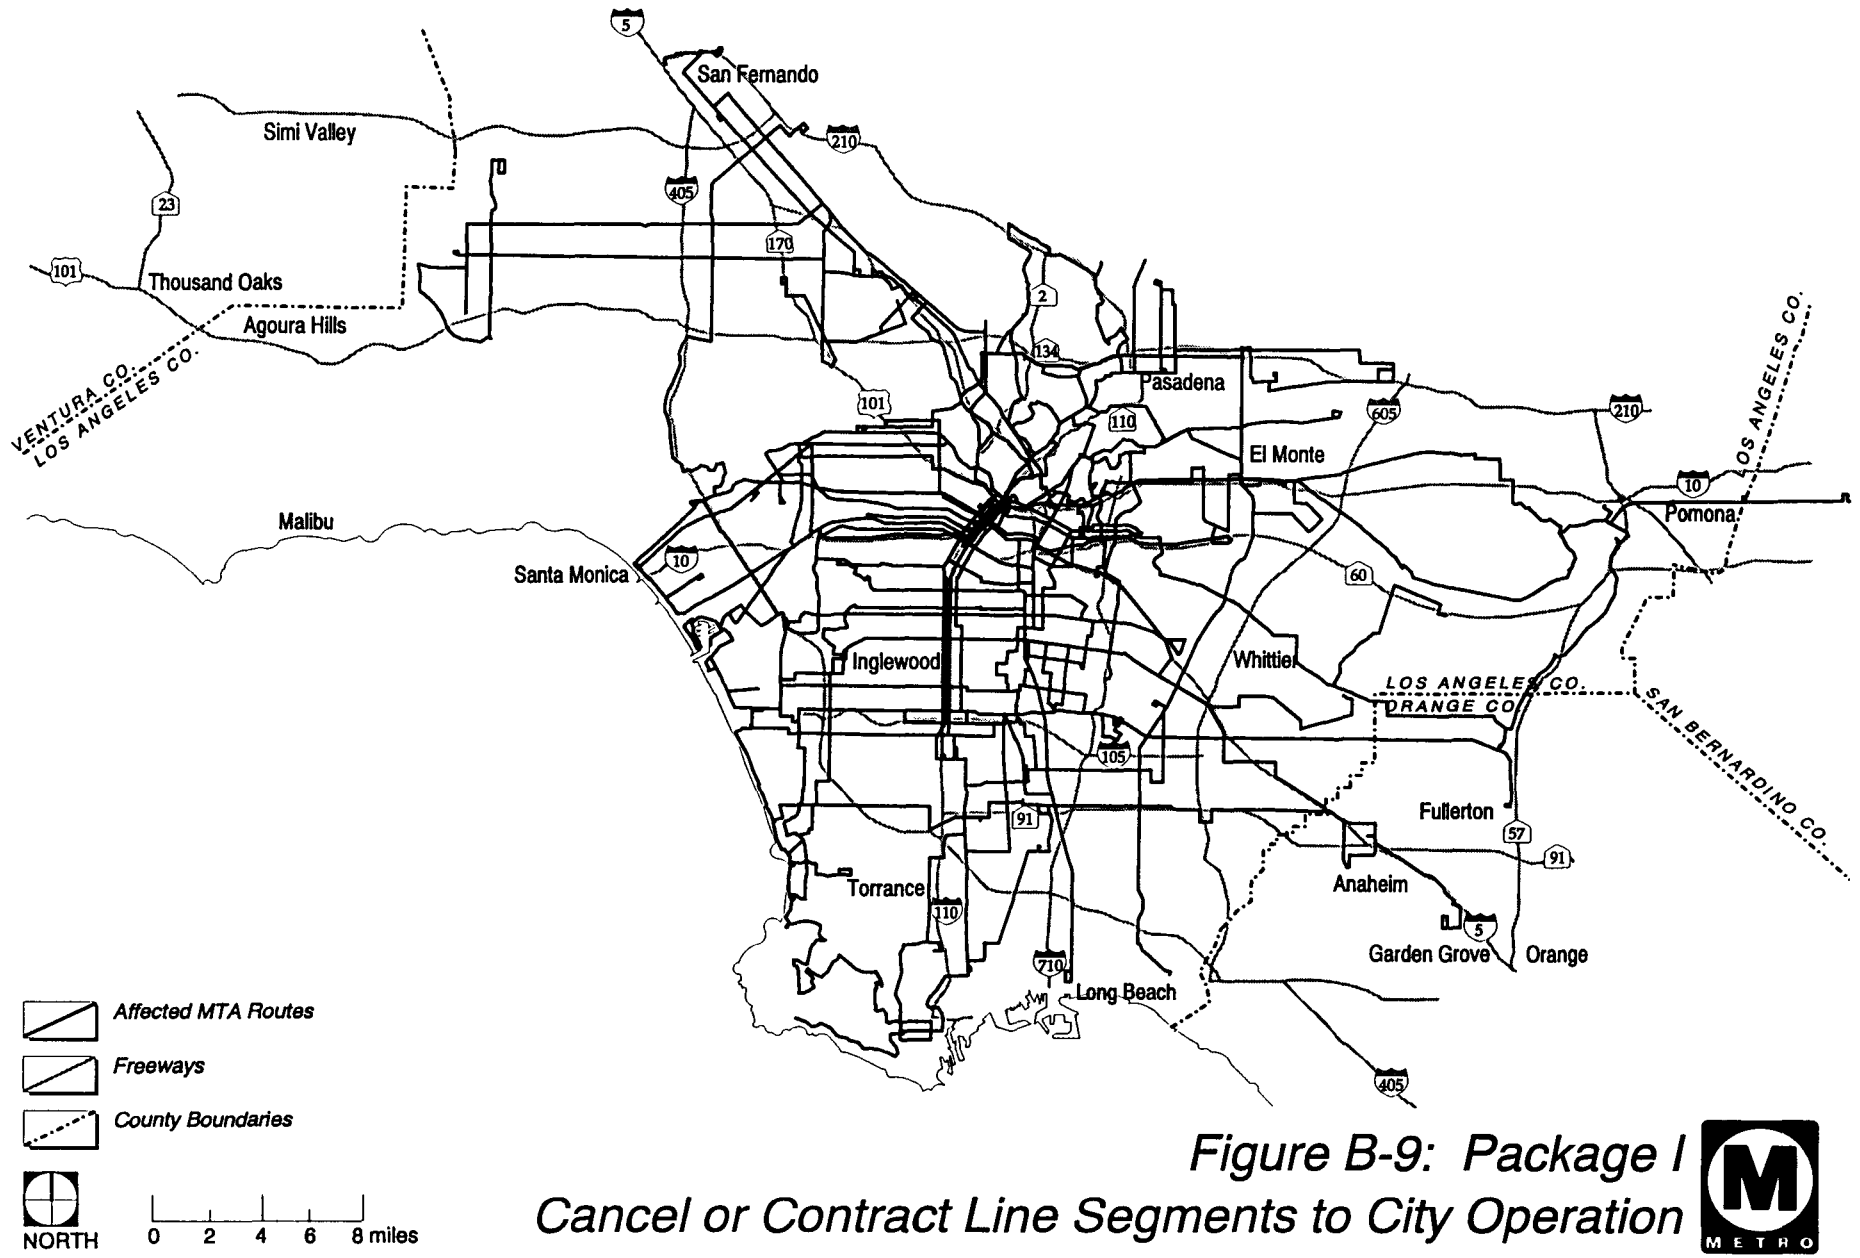 5
San Fernando
Simi Valley
210
405
23
170
101
Thousand Oaks
2
Agoura Hills
134
VENTURA CO.
LOS ANGELES CO.
Pasadena
101
110
605
210
LOS ANGELES CO.
El Monte
10
Pomona
Malibu
Santa Monica
10
60
Inglewood
Whittier
LOS ANGELES CO.
ORANGE CO.
SAN BERNARDINO CO.
105
91
Fullerton
57
91
Anaheim
Torrance
110
5
Garden Grove
Orange
710
Long Beach
405
Affected MTA Routes
Freeways
County Boundaries
NORTH
0 2 4 6 8 miles
Figure B-9: Package I
Cancel or Contract Line Segments to City Operation
M
METRO